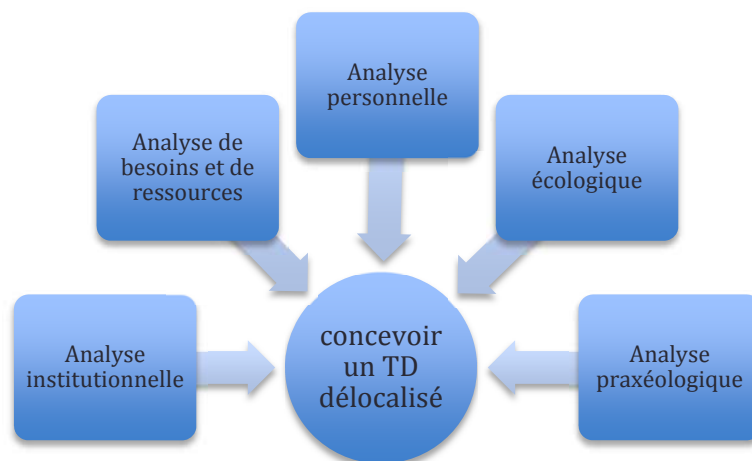 Analyse
personnelle
Analyse de
besoins et de
ressources
Analyse
écologique
Analyse
institutionnelle
concevoir
un TD
délocalisé
Analyse
praxéologique